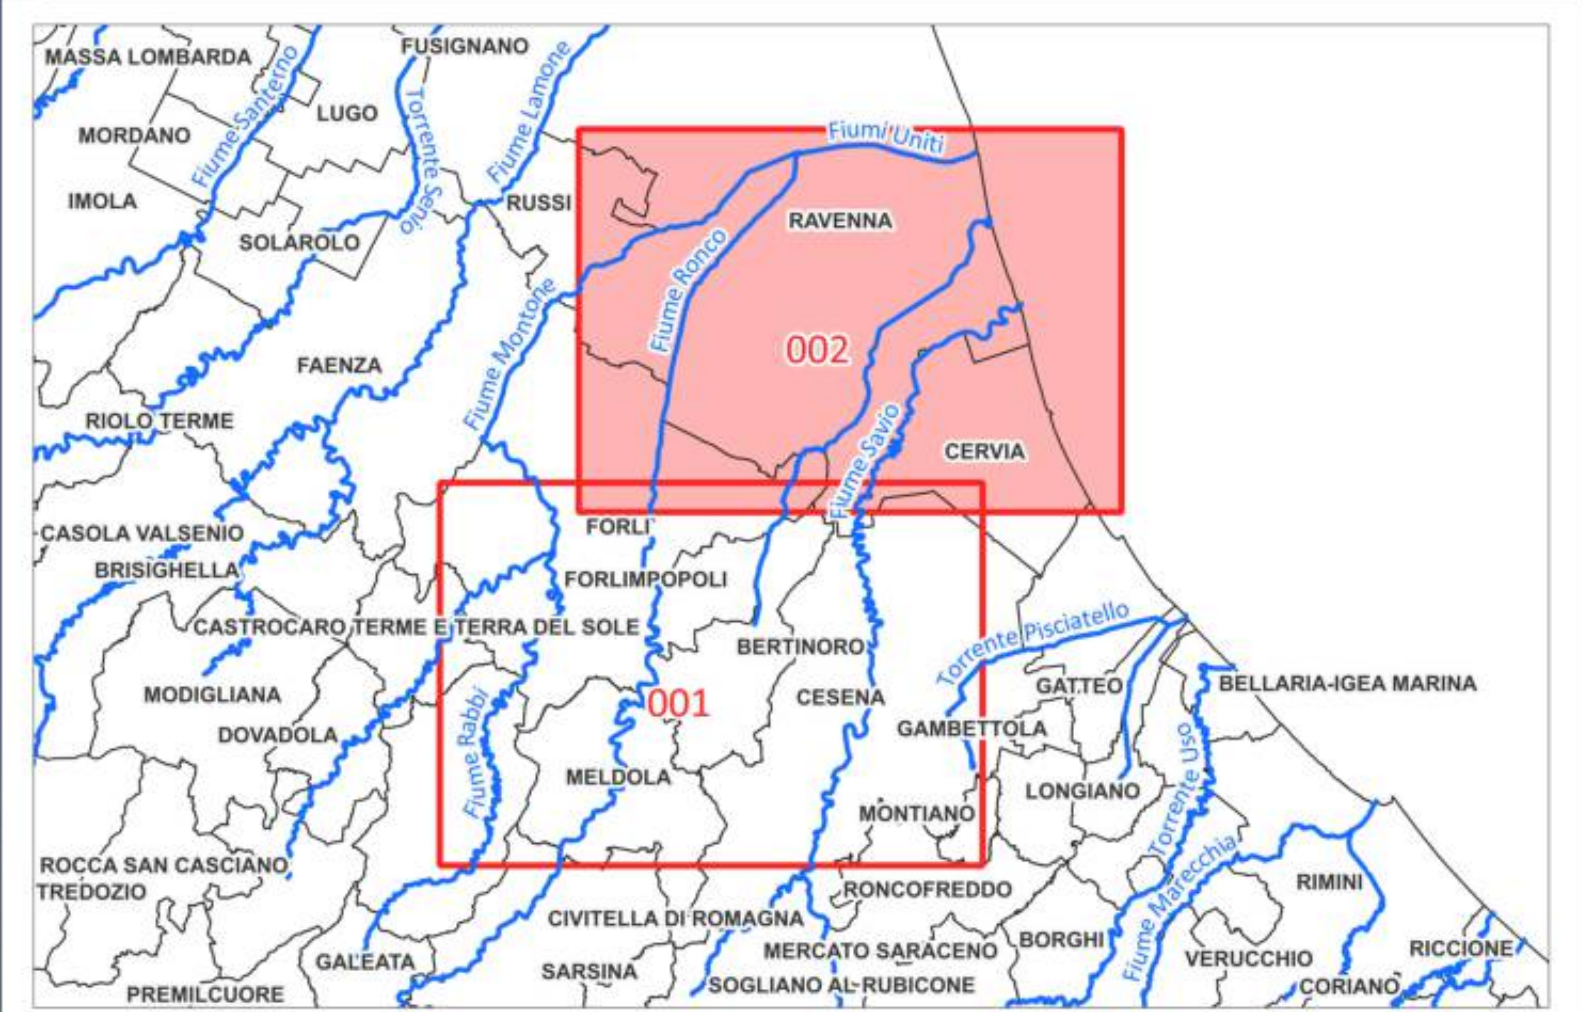 MASSA LOMBARDA
FUSIGNANO
LUGO
MORDANO
Fiume Santerno
Torrente Senio
Fiume Lamone
Fiumi Uniti
IMOLA
RUSSI
RAVENNA
SOLAROLO
Fiume Ronco
Fiume Montone
002
FAENZA
RIOLO TERME
Fiume Savio
CERVIA
FORLI'
CASOLA VALSENIO
BRISIGHELLA
FORLIMPOPOLI
CASTROCARO TERME E TERRA DEL SOLE
Torrente Pisciatello
BERTINORO
MODIGLIANA
001
CESENA
GATTEO
BELLARIA-IGEA MARINA
DOVADOLA
Fiume Rabbi
GAMBETTOLA
Torrente Uso
MELDOLA
LONGIANO
MONTIANO
ROCCA SAN CASCIANO
TREDOZIO
RONCOFREDDO
Fiume Marecchia
RIMINI
CIVITELLA DI ROMAGNA
GALEATA
SARSINA
MERCATO SARACENO
BORGHI
VERUCCHIO
RICCIONE
PREMILCUORE
SOGLIANO AL RUBICONE
CORIANO